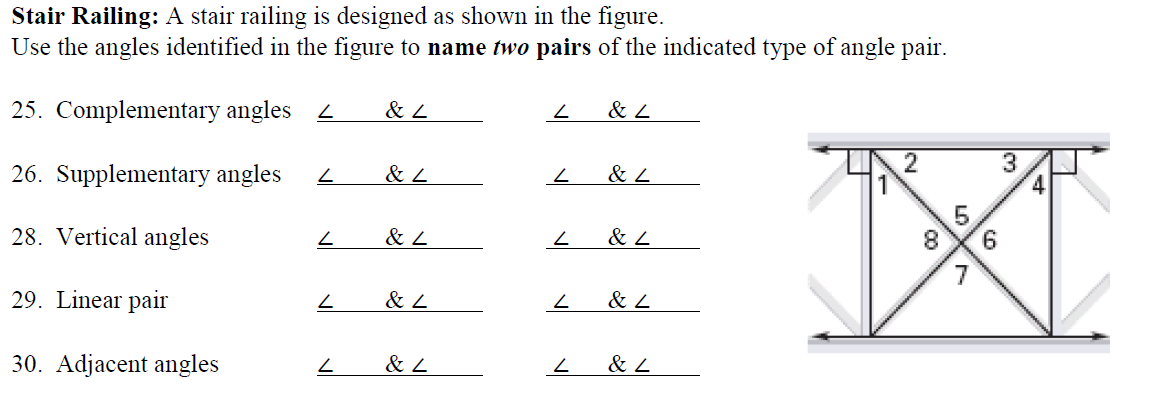 Stair Railing: A stair railing is designed as shown in the figure.
Use the angles identified in the figure to name two pairs of the indicated type of angle pair.
25. Complementary angles ∠ & ∠ ∠ & ∠
26. Supplementary angles ∠ & ∠ ∠ & ∠
28. Vertical angles ∠ & ∠ ∠ & ∠
29. Linear pair ∠ & ∠ ∠ & ∠
30. Adjacent angles ∠ & ∠ ∠ & ∠
2 3
1 4
5
8 6
7